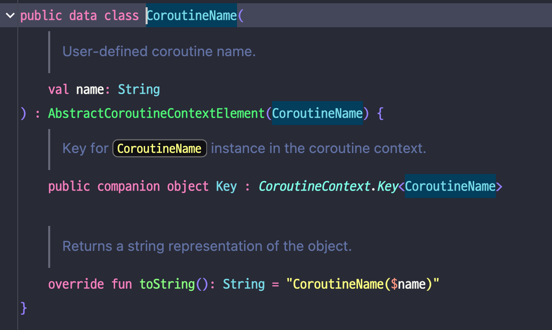 public data class CoroutineName(
User-defined coroutine name.
val name: String
) : AbstractCoroutineContextElement(CoroutineName) {
Key for CoroutineName instance in the coroutine context.
public companion object Key : CoroutineContext.Key<CoroutineName>
Returns a string representation of the object.
override fun toString(): String = "CoroutineName($name)"
}